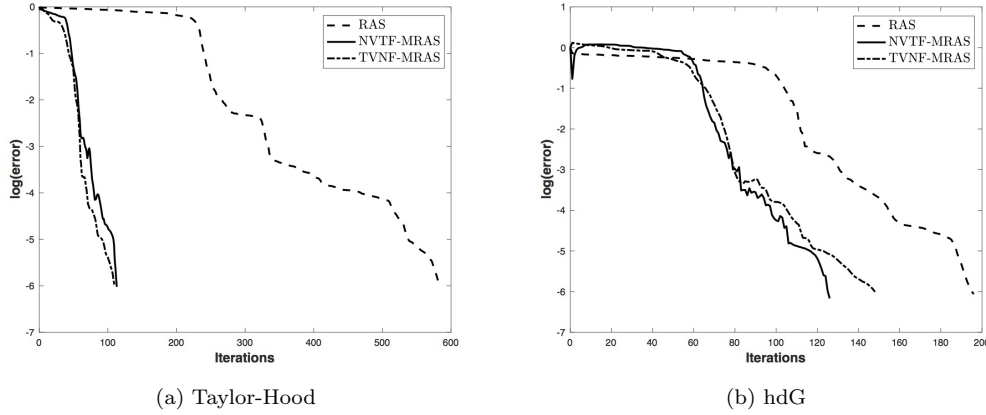 0
-1
-2
-3
-4
-5
-6
-7
0
100
200
300
400
500
600
log(error)
Iterations
RAS
NVTF-MRAS
TVNF-MRAS
(a) Taylor-Hood
1
0
-1
-2
-3
-4
-5
-6
-7
0
20
40
60
80
100
120
140
160
180
200
log(error)
Iterations
RAS
NVTF-MRAS
TVNF-MRAS
(b) hdG